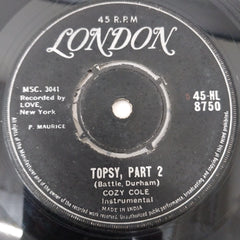 45 R.P.M
LONDON
MSC. 3041
Recorded by
LOVE,
New York
45-HL
8750
P. MAURICE
TOPSY, PART 2
(Battle, Durham)
COZY COLE
Instrumental
MADE IN INDIA